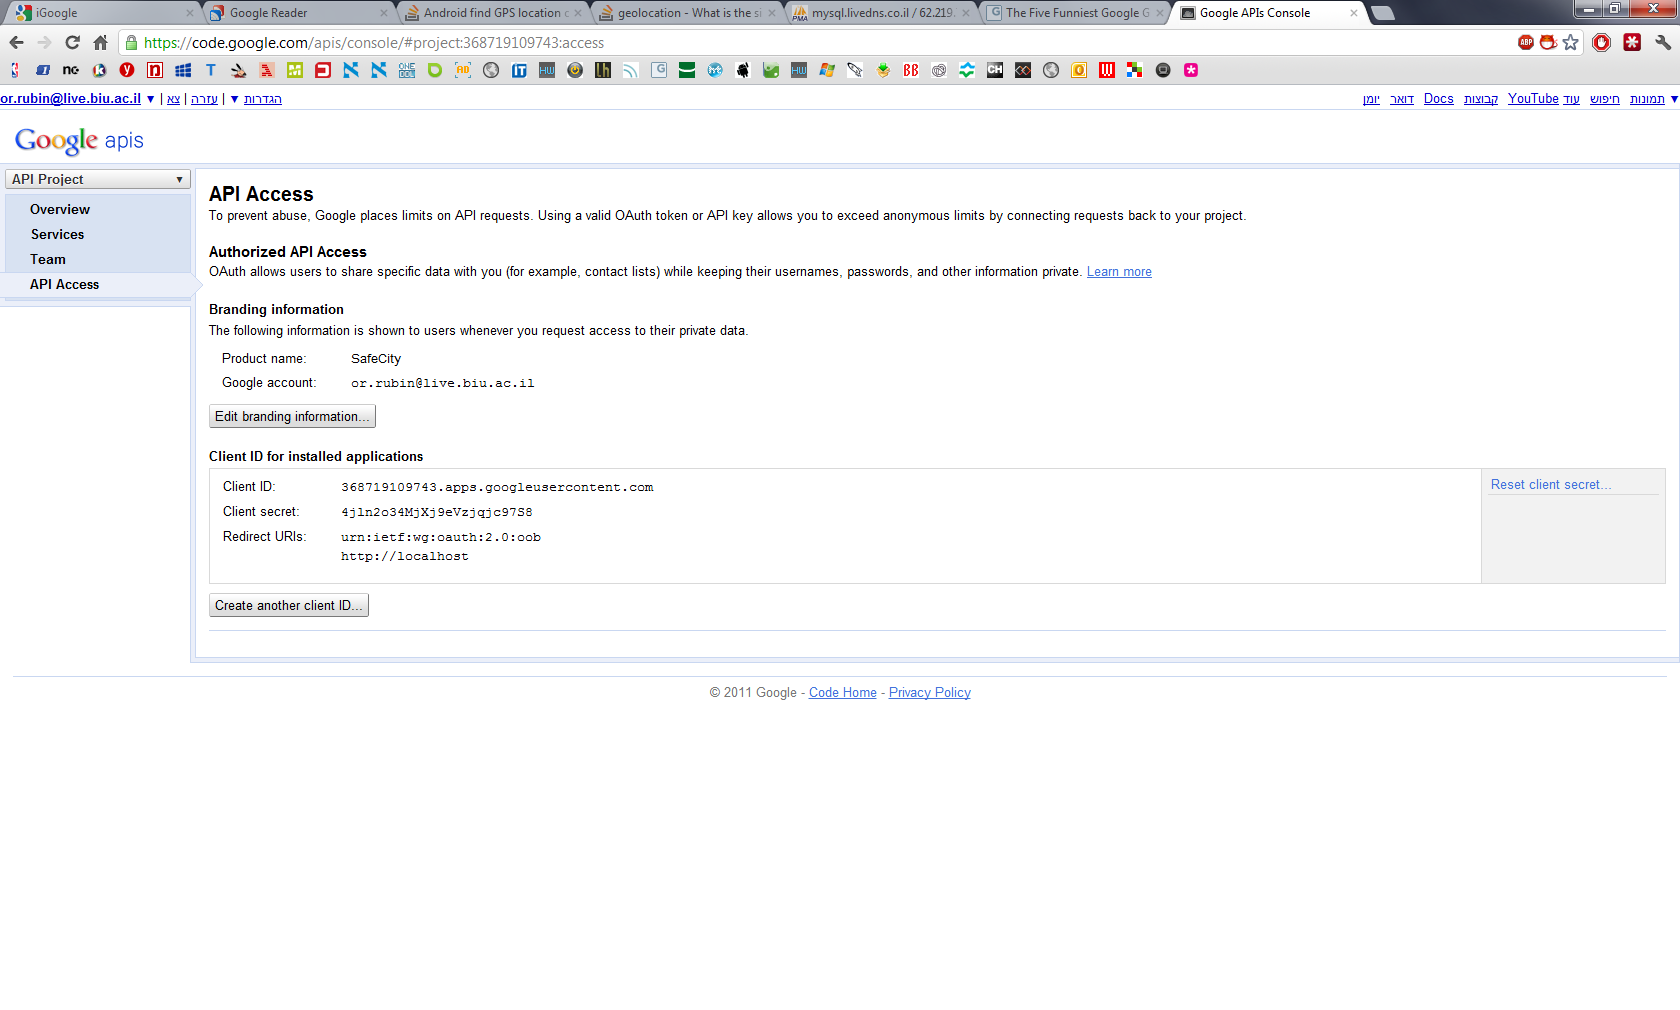 iGoogle
Google Reader
Android find GPS location c
geolocation - What is the si
mysql.livedns.co.il / 62.219.
The Five Funniest Google G
Google APIs Console
https://code.google.com/apis/console/#project:368719109743:access
or.rubin@live.biu.ac.il ▼ | צא | עזרה | ▼ הגדרות
יומן דואר Docs קבוצות YouTube עוד חיפוש תמונות ▼
Google apis
API Project
Overview
Services
Team
API Access
API Access
To prevent abuse, Google places limits on API requests. Using a valid OAuth token or API key allows you to exceed anonymous limits by connecting requests back to your project.
Authorized API Access
OAuth allows users to share specific data with you (for example, contact lists) while keeping their usernames, passwords, and other information private. Learn more
Branding information
The following information is shown to users whenever you request access to their private data.
Product name: SafeCity
Google account: or.rubin@live.biu.ac.il
Edit branding information...
Client ID for installed applications
Client ID: 368719109743.apps.googleusercontent.com
Client secret: 4jln2o34MjXj9eVzjqjc97S8
Redirect URIs: urn:ietf:wg:oauth:2.0:oob
http://localhost
Reset client secret...
Create another client ID...
© 2011 Google - Code Home - Privacy Policy